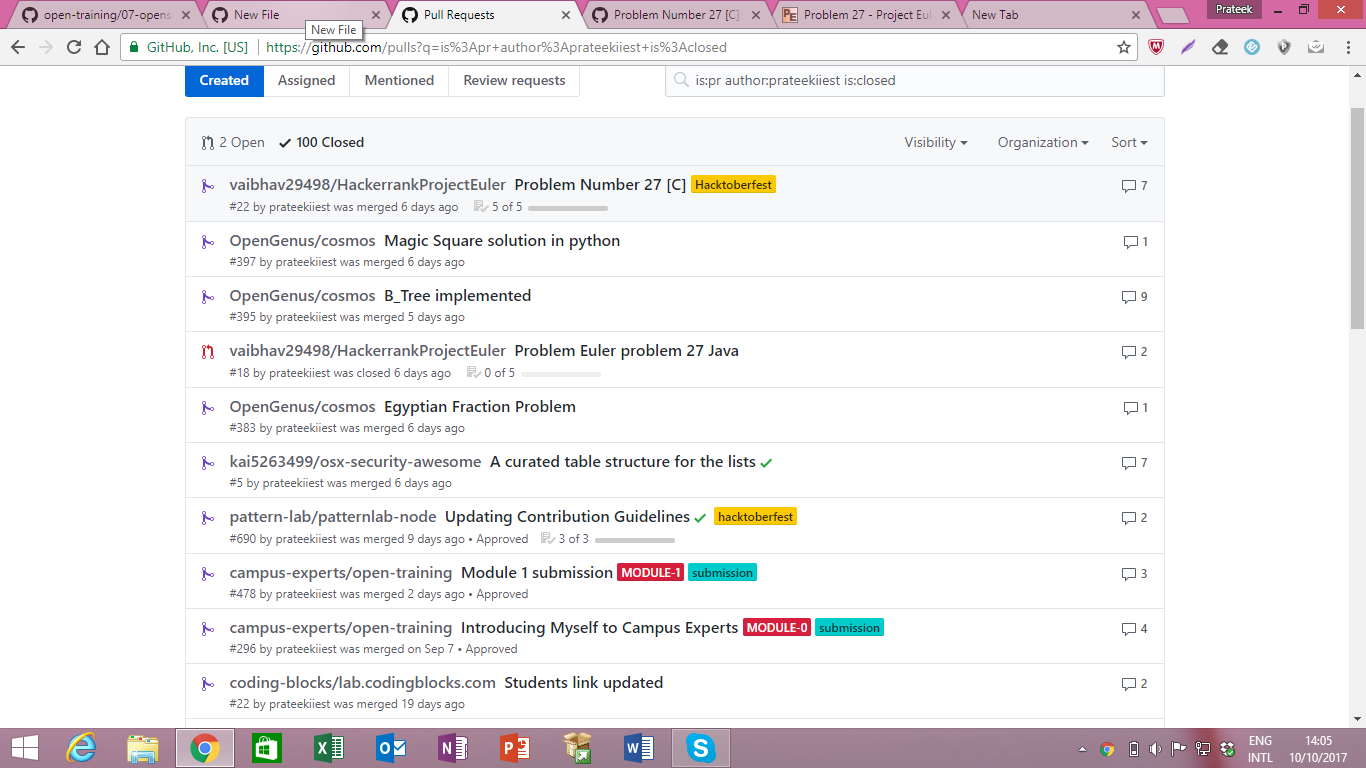 open-training/07-opens
New File
Pull Requests
Problem Number 27 [C]
Problem 27 - Project Eul
New Tab
Prateek
New File
GitHub, Inc. [US]
https://github.com/pulls?q=is%3Apr+author%3Aprateekiiest+is%3Aclosed
Created
Assigned
Mentioned
Review requests
is:pr author:prateekiiest is:closed
2 Open
100 Closed
Visibility
Organization
Sort
vaibhav29498/HackerrankProjectEuler Problem Number 27 [C] Hacktoberfest 7
#22 by prateekiiest was merged 6 days ago 5 of 5
OpenGenus/cosmos Magic Square solution in python 1
#397 by prateekiiest was merged 6 days ago
OpenGenus/cosmos B_Tree implemented 9
#395 by prateekiiest was merged 5 days ago
vaibhav29498/HackerrankProjectEuler Problem Euler problem 27 Java 2
#18 by prateekiiest was closed 6 days ago 0 of 5
OpenGenus/cosmos Egyptian Fraction Problem 1
#383 by prateekiiest was merged 6 days ago
kai5263499/osx-security-awesome A curated table structure for the lists 7
#5 by prateekiiest was merged 6 days ago
pattern-lab/patternlab-node Updating Contribution Guidelines hacktoberfest 2
#690 by prateekiiest was merged 9 days ago • Approved 3 of 3
campus-experts/open-training Module 1 submission MODULE-1 submission 3
#478 by prateekiiest was merged 2 days ago • Approved
campus-experts/open-training Introducing Myself to Campus Experts MODULE-0 submission 4
#296 by prateekiiest was merged on Sep 7 • Approved
coding-blocks/lab.codingblocks.com Students link updated 2
#22 by prateekiiest was merged 19 days ago
ENG
INTL
14:05
10/10/2017